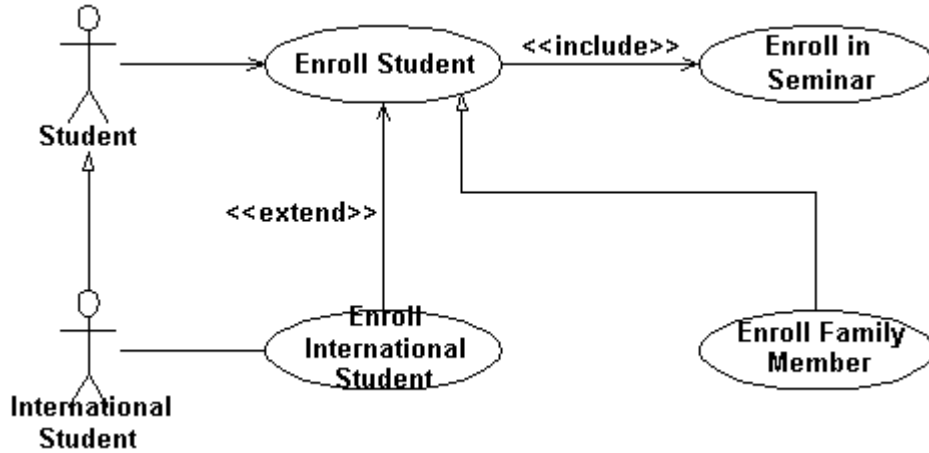 Enroll Student
<<include>>
Enroll in
Seminar
Student
<<extend>>
Enroll
International
Student
Enroll Family
Member
International
Student